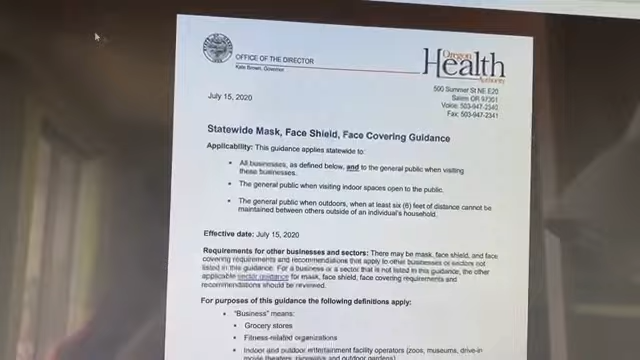 OFFICE OF THE DIRECTOR
Kate Brown, Governor
Oregon
Health
Authority
500 Summer St NE E20
Salem OR 97301
Voice: 503-947-2340
Fax: 503-947-2341
July 15, 2020
Statewide Mask, Face Shield, Face Covering Guidance
Applicability: This guidance applies statewide to:
• All businesses, as defined below, and to the general public when visiting
these businesses.
• The general public when visiting indoor spaces open to the public.
• The general public when outdoors, when at least six (6) feet of distance cannot be
maintained between others outside of an individual's household.
Effective date: July 15, 2020
Requirements for other businesses and sectors: There may be mask, face shield, and face
covering requirements and recommendations that apply to other businesses or sectors not
listed in this guidance. For a business or a sector that is not listed in this guidance, the other
applicable sector guidance for mask, face shield, face covering requirements and
recommendations should be reviewed.
For purposes of this guidance the following definitions apply:
• "Business" means:
• Grocery stores
• Fitness-related organizations
• Indoor and outdoor entertainment facility operators (zoos, museums, drive-in
movie theaters, raceways and outdoor gardens)